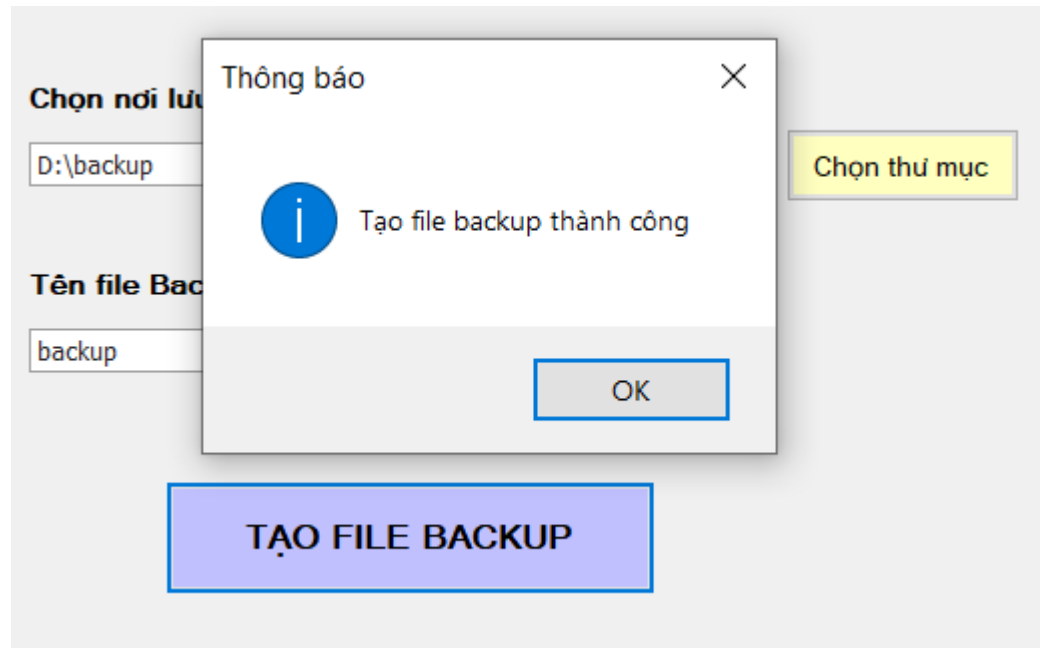 Thông báo
Chọn nơi lưu
D:\backup
Chọn thư mục
Tạo file backup thành công
Tên file Bac
backup
OK
TẠO FILE BACKUP